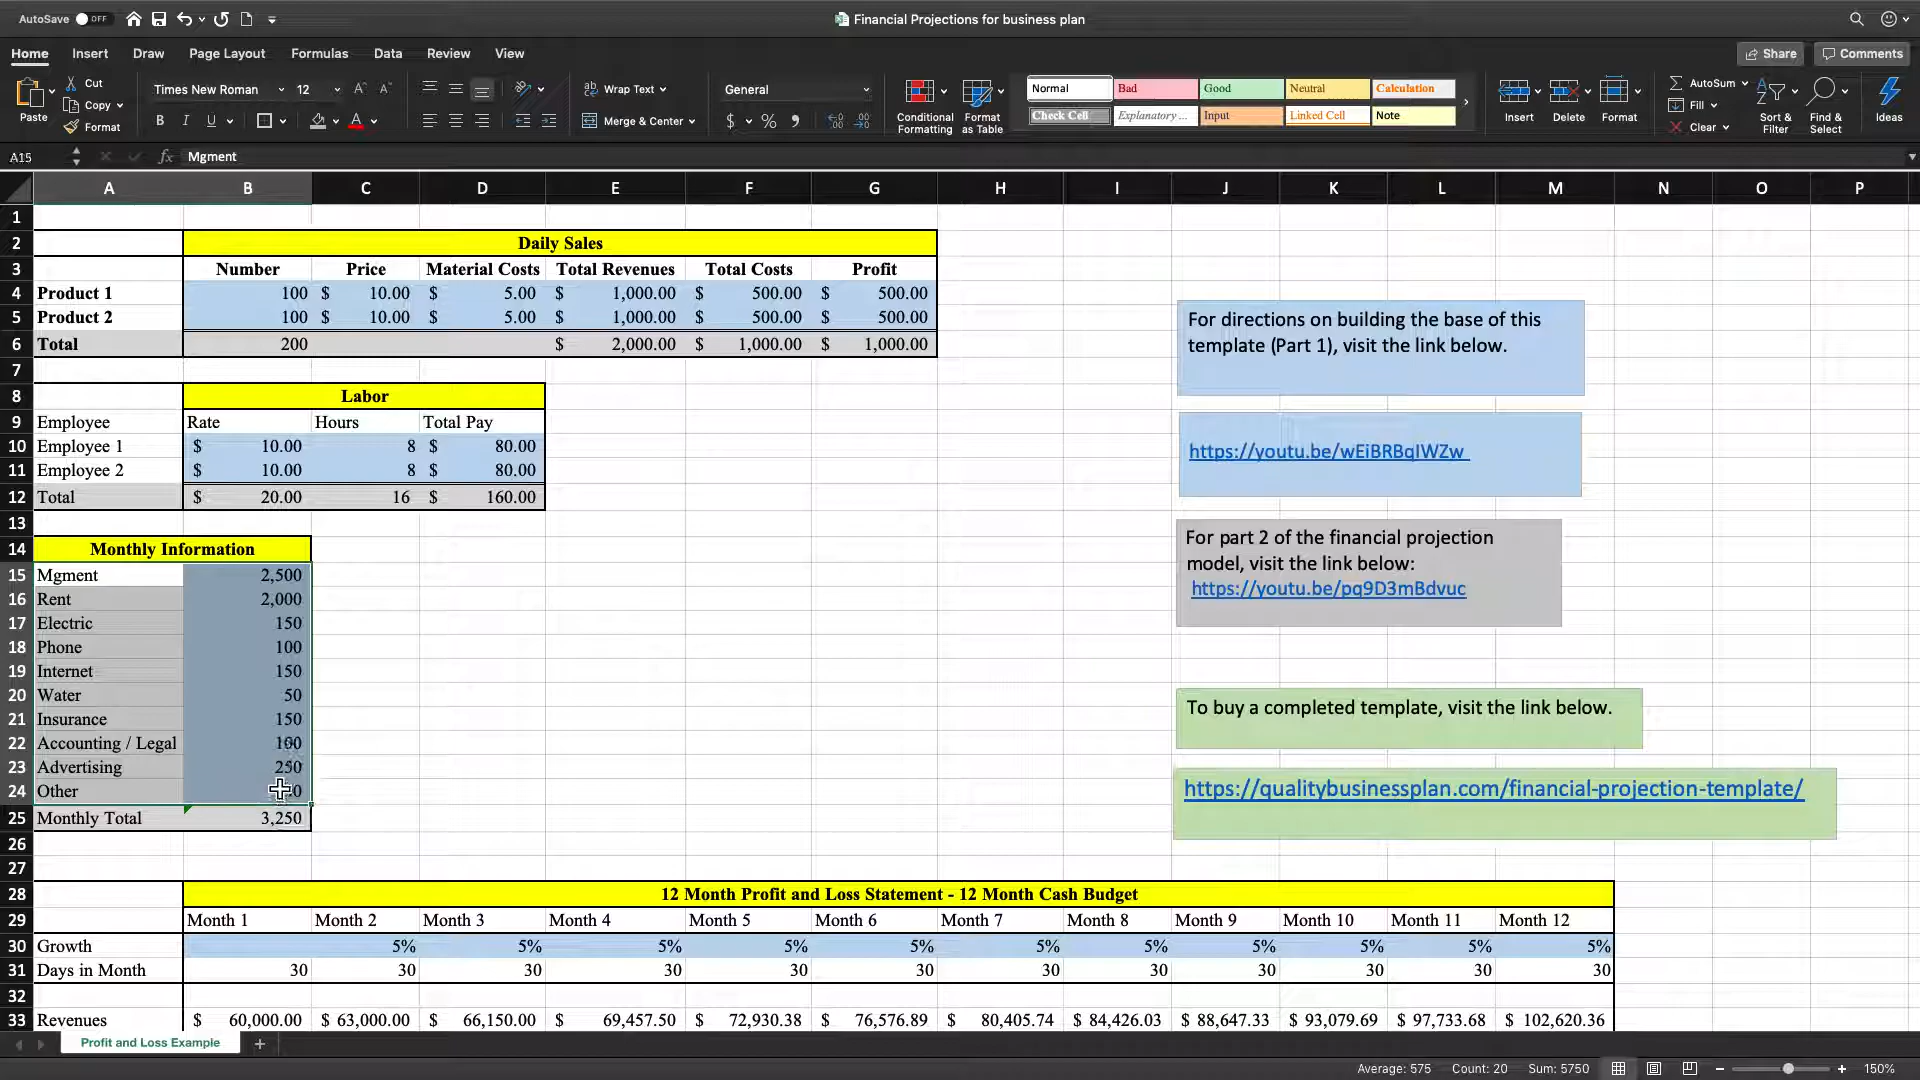 AutoSave OFF Financial Projections for business plan
Home Insert Draw Page Layout Formulas Data Review View Share Comments
Paste Cut Copy Format
Times New Roman 12 A A B I U A
Wrap Text Merge & Center
General $ % 9
Conditional Formatting Format as Table
Normal Bad Good Neutral Calculation
Check Cell Explanatory ... Input Linked Cell Note
Insert Delete Format
AutoSum Fill Clear
Sort & Filter Find & Select Ideas
A15 fx Mgment
A B C D E F G H I J K L M N O P
1
2 Daily Sales
3 Number Price Material Costs Total Revenues Total Costs Profit
4 Product 1 100 $ 10.00 $ 5.00 $ 1,000.00 $ 500.00 $ 500.00
5 Product 2 100 $ 10.00 $ 5.00 $ 1,000.00 $ 500.00 $ 500.00
6 Total 200 $ 2,000.00 $ 1,000.00 $ 1,000.00
7
8 Labor
9 Employee Rate Hours Total Pay
10 Employee 1 $ 10.00 8 $ 80.00
11 Employee 2 $ 10.00 8 $ 80.00
12 Total $ 20.00 16 $ 160.00
13
14 Monthly Information
15 Mgment 2,500
16 Rent 2,000
17 Electric 150
18 Phone 100
19 Internet 150
20 Water 50
21 Insurance 150
22 Accounting / Legal 100
23 Advertising 250
24 Other
25 Monthly Total 3,250
26
27
For directions on building the base of this
template (Part 1), visit the link below.
https://youtu.be/wEiBRBqIWZw
For part 2 of the financial projection
model, visit the link below:
https://youtu.be/pq9D3mBdvuc
To buy a completed template, visit the link below.
https://qualitybusinessplan.com/financial-projection-template/
28 12 Month Profit and Loss Statement - 12 Month Cash Budget
29 Month 1 Month 2 Month 3 Month 4 Month 5 Month 6 Month 7 Month 8 Month 9 Month 10 Month 11 Month 12
30 Growth 5% 5% 5% 5% 5% 5% 5% 5% 5% 5% 5%
31 Days in Month 30 30 30 30 30 30 30 30 30 30 30 30
32
33 Revenues $ 60,000.00 $ 63,000.00 $ 66,150.00 $ 69,457.50 $ 72,930.38 $ 76,576.89 $ 80,405.74 $ 84,426.03 $ 88,647.33 $ 93,079.69 $ 97,733.68 $ 102,620.36
Profit and Loss Example +
Average: 575 Count: 20 Sum: 5750 150%